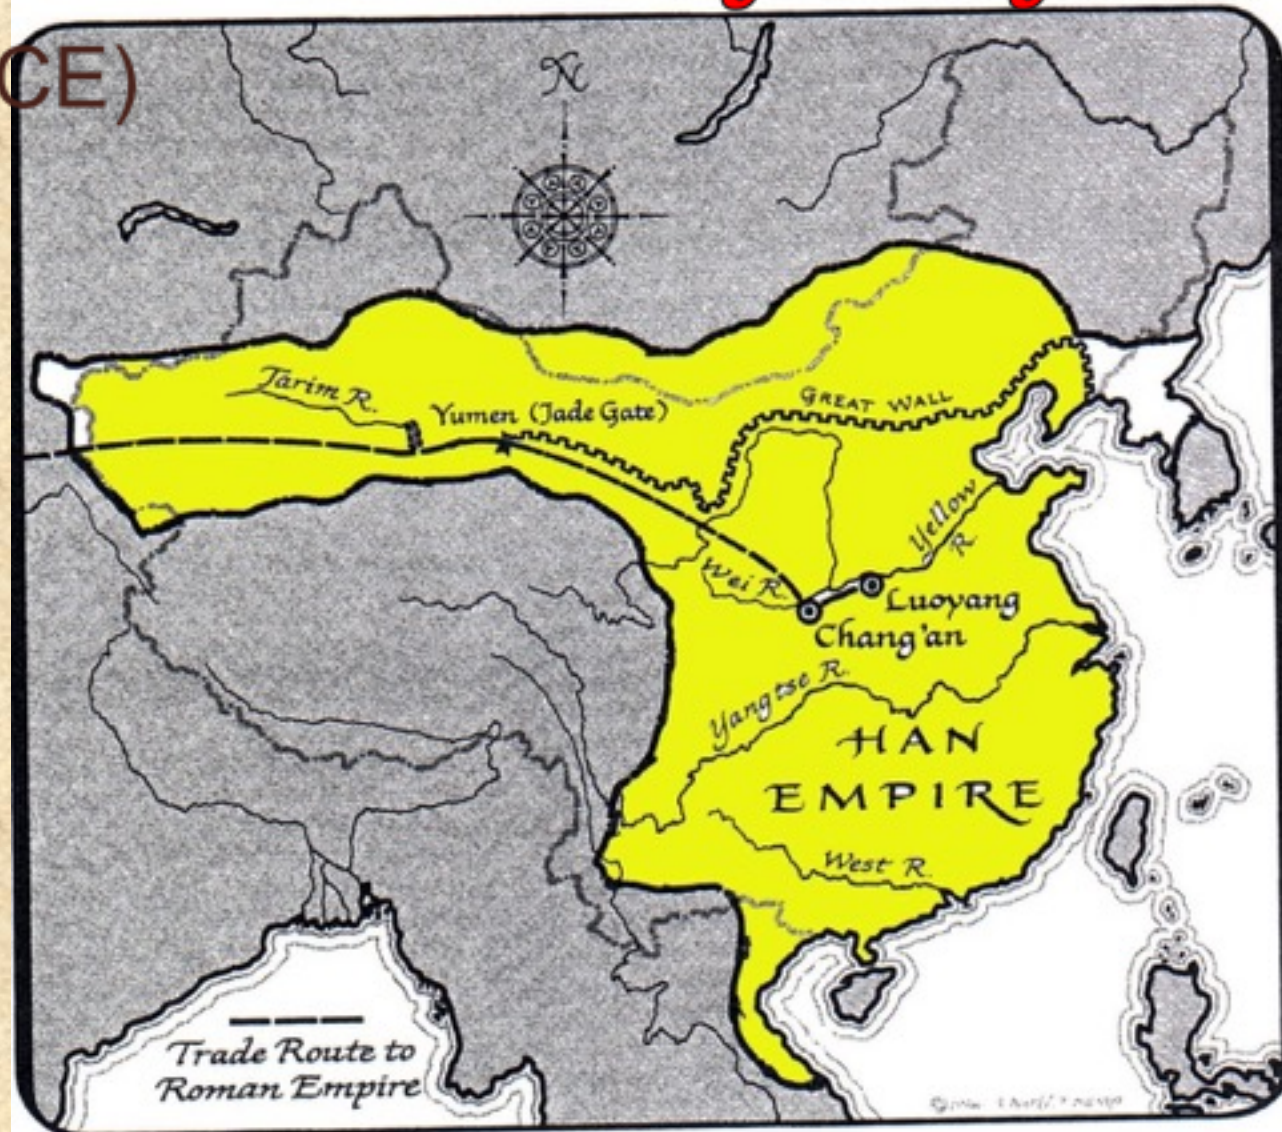 CE)
N
Tarim R.
Yumen (Jade Gate)
GREAT WALL
Yellow
R.
Wei R.
Luoyang
Chang'an
Yangtse R.
HAN
EMPIRE
West R.
Trade Route to
Roman Empire